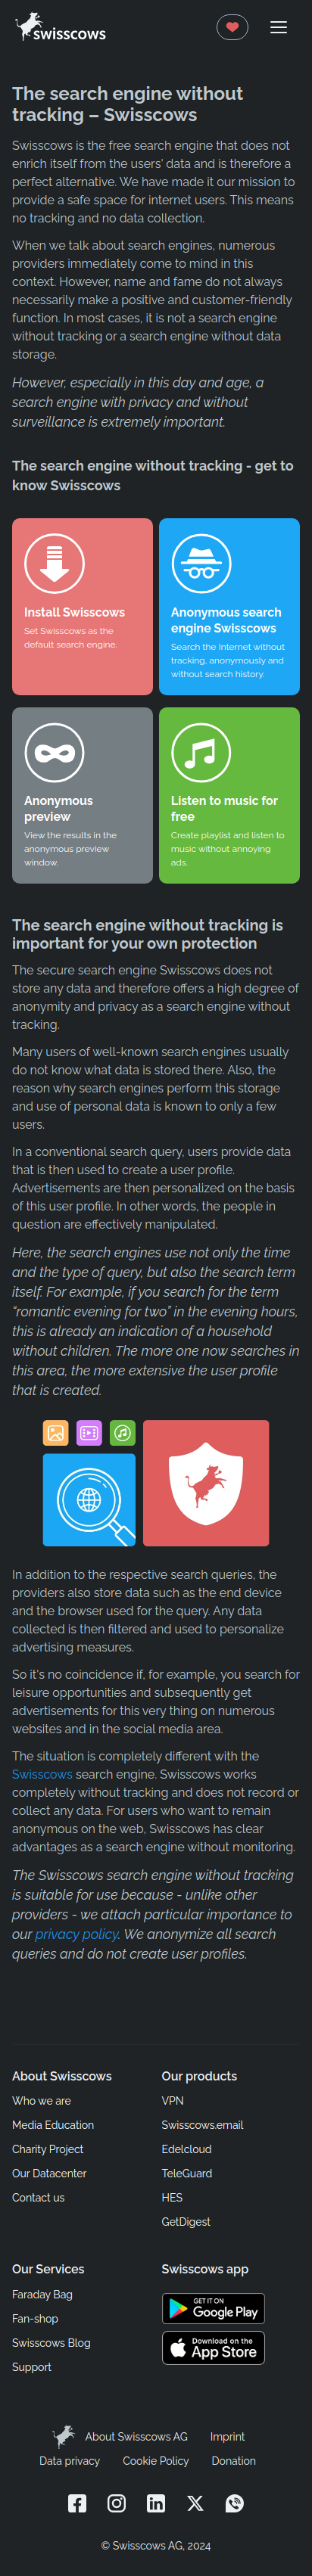 swisscows
The search engine without
tracking – Swisscows
Swisscows is the free search engine that does not
enrich itself from the users' data and is therefore a
perfect alternative. We have made it our mission to
provide a safe space for internet users. This means
no tracking and no data collection.
When we talk about search engines, numerous
providers immediately come to mind in this
context. However, name and fame do not always
necessarily make a positive and customer-friendly
function. In most cases, it is not a search engine
without tracking or a search engine without data
storage.
However, especially in this day and age, a
search engine with privacy and without
surveillance is extremely important.
The search engine without tracking - get to
know Swisscows
Install Swisscows
Set Swisscows as the
default search engine.
Anonymous search
engine Swisscows
Search the Internet without
tracking, anonymously and
without search history.
Anonymous
preview
View the results in the
anonymous preview
window.
Listen to music for
free
Create playlist and listen to
music without annoying
ads.
The search engine without tracking is
important for your own protection
The secure search engine Swisscows does not
store any data and therefore offers a high degree of
anonymity and privacy as a search engine without
tracking.
Many users of well-known search engines usually
do not know what data is stored there. Also, the
reason why search engines perform this storage
and use of personal data is known to only a few
users.
In a conventional search query, users provide data
that is then used to create a user profile.
Advertisements are then personalized on the basis
of this user profile. In other words, the people in
question are effectively manipulated.
Here, the search engines use not only the time
and the type of query, but also the search term
itself. For example, if you search for the term
“romantic evening for two” in the evening hours,
this is already an indication of a household
without children. The more one now searches in
this area, the more extensive the user profile
that is created.
In addition to the respective search queries, the
providers also store data such as the end device
and the browser used for the query. Any data
collected is then filtered and used to personalize
advertising measures.
So it's no coincidence if, for example, you search for
leisure opportunities and subsequently get
advertisements for this very thing on numerous
websites and in the social media area.
The situation is completely different with the
Swisscows search engine. Swisscows works
completely without tracking and does not record or
collect any data. For users who want to remain
anonymous on the web, Swisscows has clear
advantages as a search engine without monitoring.
The Swisscows search engine without tracking
is suitable for use because - unlike other
providers - we attach particular importance to
our privacy policy. We anonymize all search
queries and do not create user profiles.
About Swisscows
Who we are
Media Education
Charity Project
Our Datacenter
Contact us
Our products
VPN
Swisscows.email
Edelcloud
TeleGuard
HES
GetDigest
Our Services
Faraday Bag
Fan-shop
Swisscows Blog
Support
Swisscows app
GET IT ON
Google Play
Download on the
App Store
About Swisscows AG Imprint
Data privacy Cookie Policy Donation
© Swisscows AG, 2024